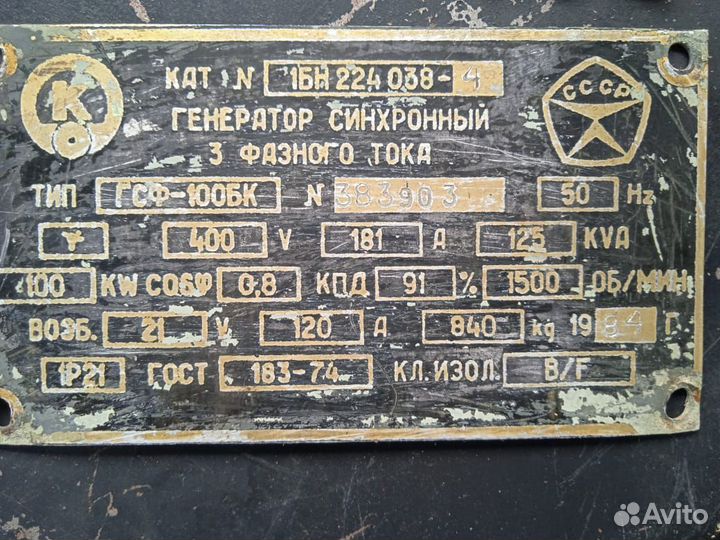 К
КАТ N 1БН 224 038-4
СССР
ГЕНЕРАТОР СИНХРОННЫЙ
3 ФАЗНОГО ТОКА
ТИП ГСФ-100БК N 383903 50 Hz
Y 400 V 181 A 125 KVA
100 KW COSφ 0,8 КПД 91 % 1500 ОБ/МИН
ВОЗБ. 21 V 120 A 840 kg 1984 Г.
1P21 ГОСТ 183-74 КЛ.ИЗОЛ. B/F
Avito